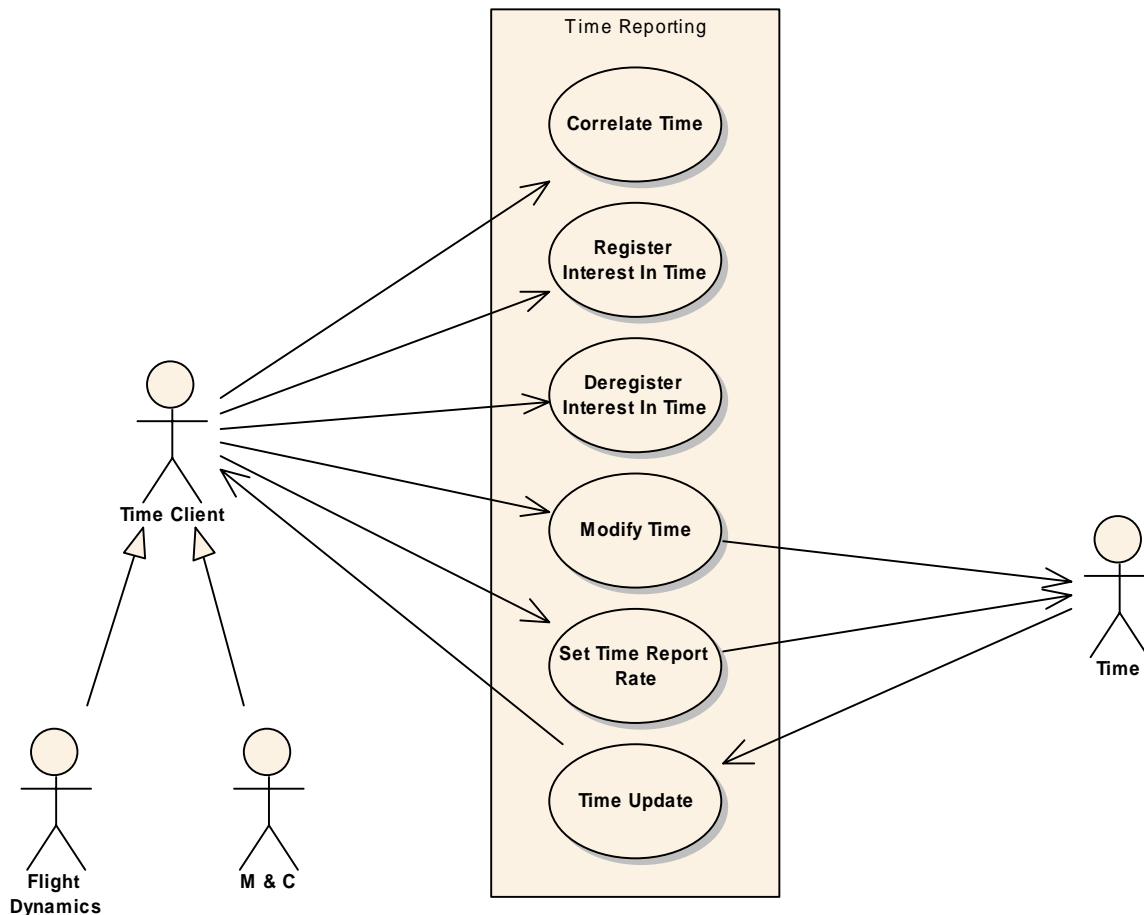 Time Reporting
Correlate Time
Register
Interest In Time
Deregister
Interest In Time
Time Client
Modify Time
Set Time Report
Rate
Time
Time Update
Flight
Dynamics
M & C